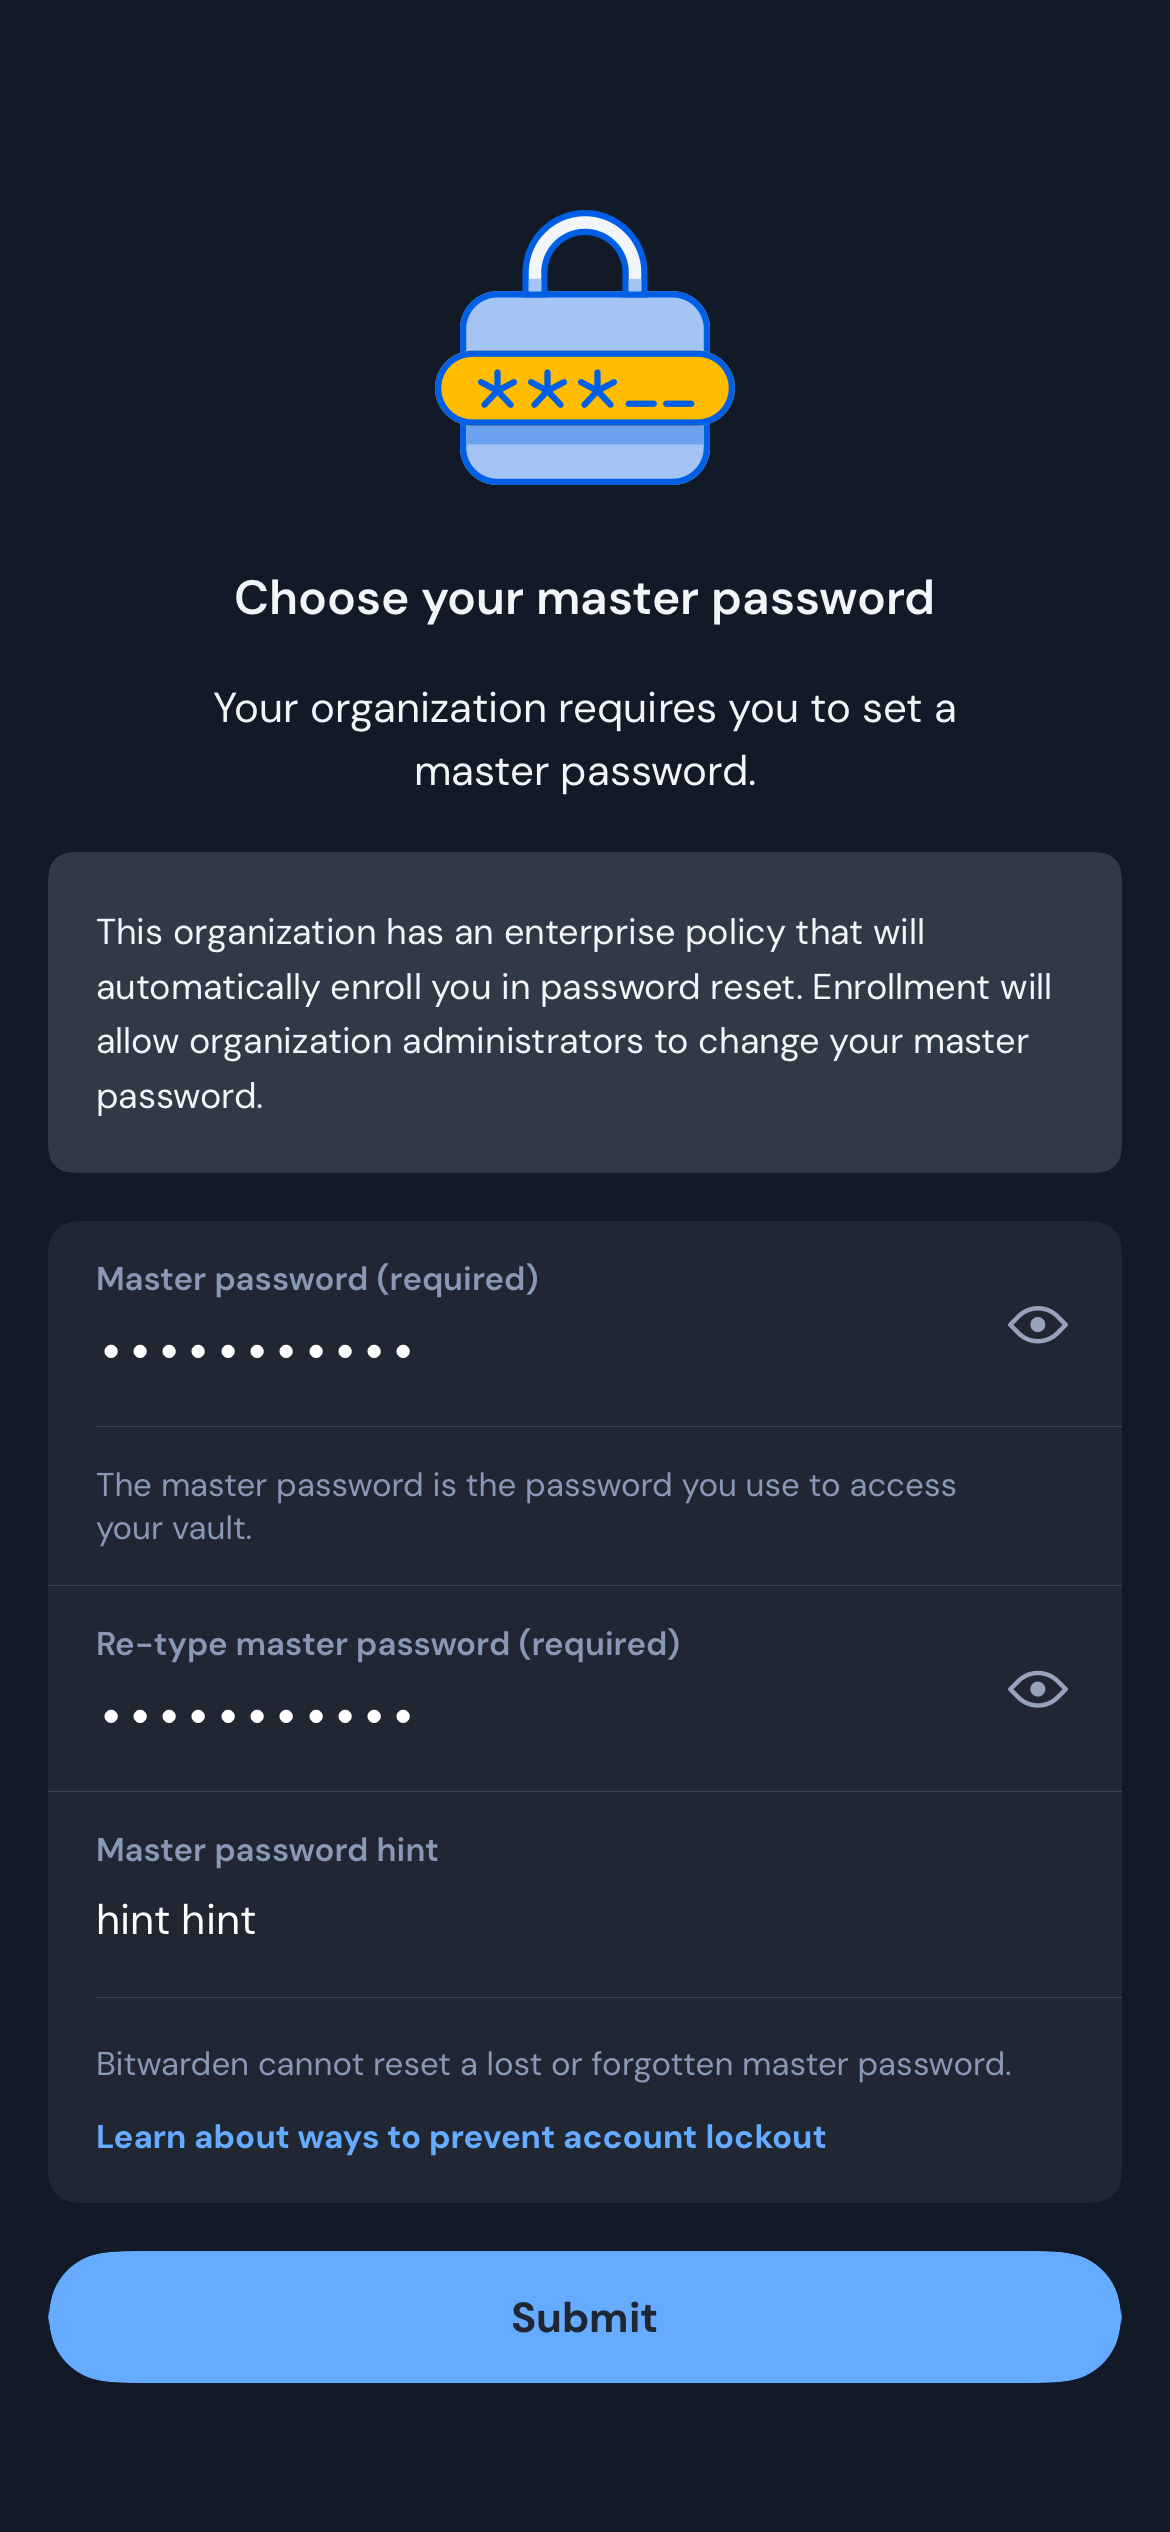 ***__
Choose your master password
Your organization requires you to set a
master password.
This organization has an enterprise policy that will
automatically enroll you in password reset. Enrollment will
allow organization administrators to change your master
password.
Master password (required)
•••••••••••
The master password is the password you use to access
your vault.
Re-type master password (required)
•••••••••••
Master password hint
hint hint
Bitwarden cannot reset a lost or forgotten master password.
Learn about ways to prevent account lockout
Submit